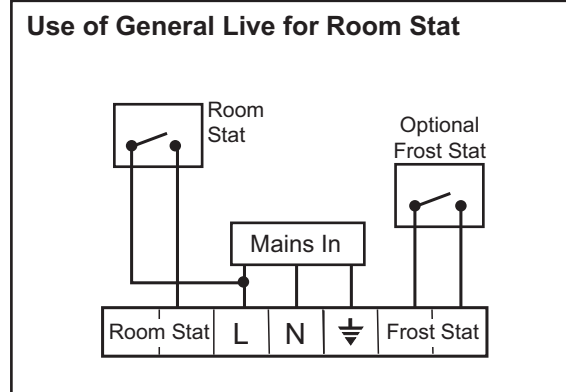 Use of General Live for Room Stat
Room
Stat
Optional
Frost Stat
Mains In
Room Stat L N Frost Stat